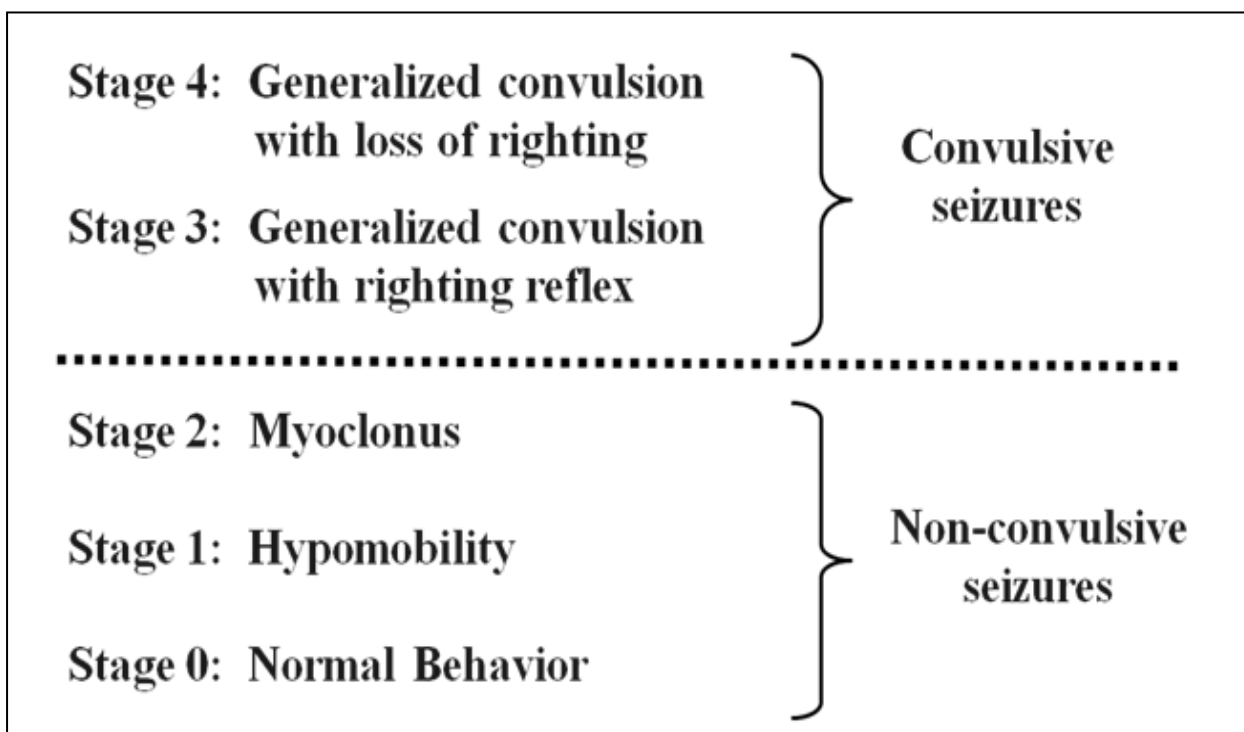 Stage 4: Generalized convulsion
with loss of righting
Stage 3: Generalized convulsion
with righting reflex
Convulsive
seizures
Stage 2: Myoclonus
Stage 1: Hypomobility
Stage 0: Normal Behavior
Non-convulsive
seizures